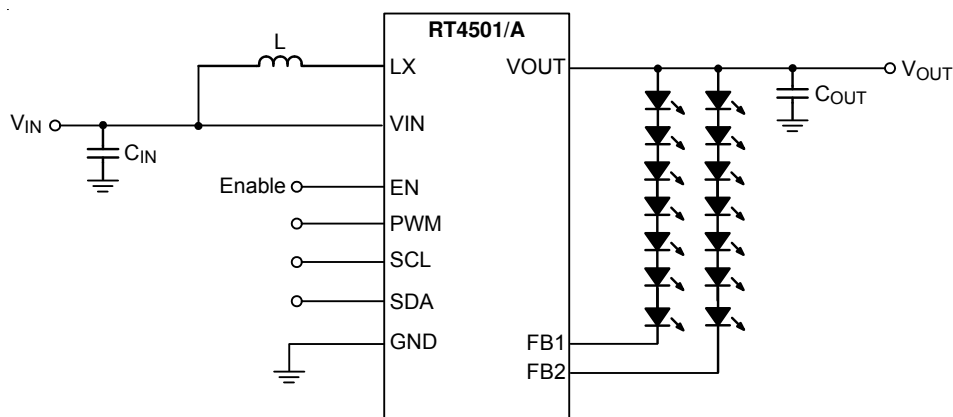 RT4501/A
L
LX
VOUT
VOUT
COUT
VIN
VIN
CIN
Enable
EN
PWM
SCL
SDA
GND
FB1
FB2